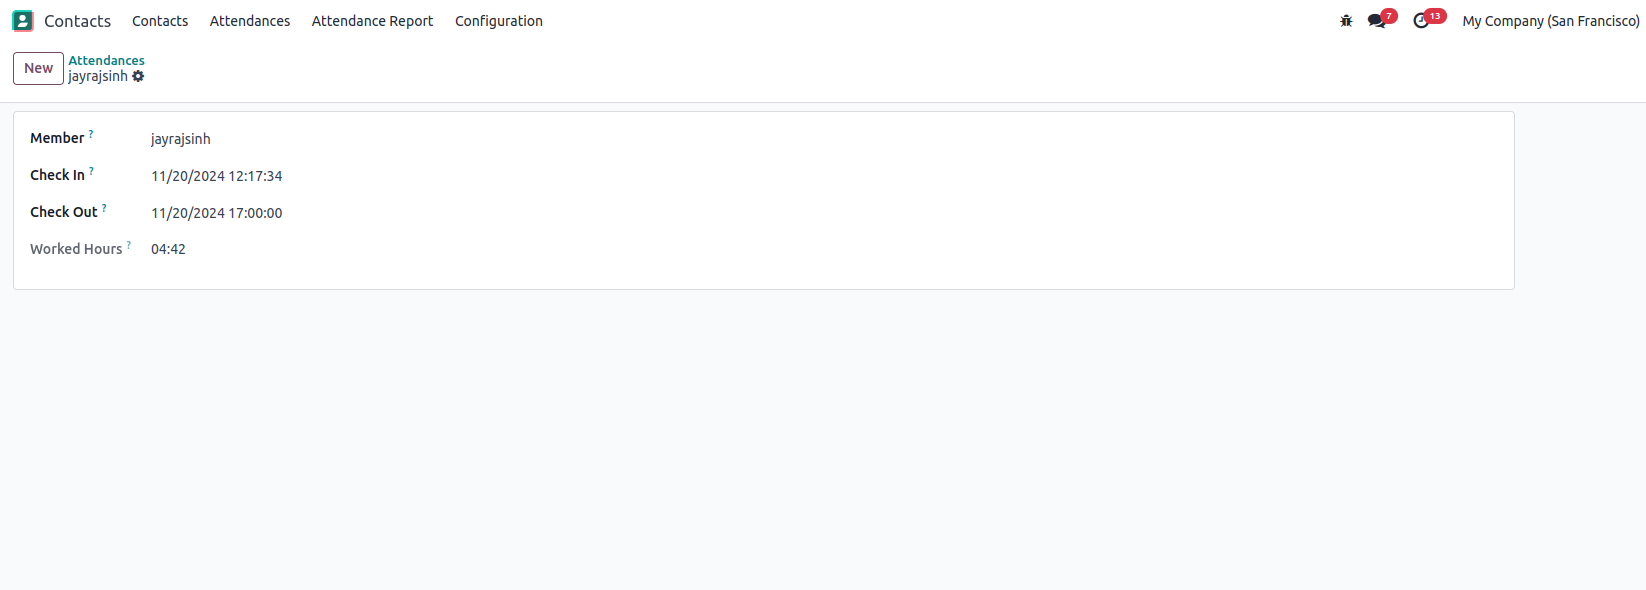 Contacts Contacts Attendances Attendance Report Configuration 7 13 My Company (San Francisco)
New Attendances
jayrajsinh
Member ? jayrajsinh
Check In ? 11/20/2024 12:17:34
Check Out ? 11/20/2024 17:00:00
Worked Hours ? 04:42